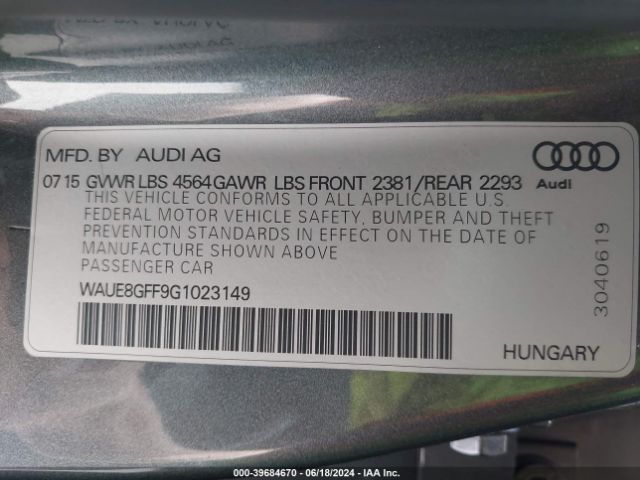 MFD. BY AUDI AG
07 15 GVWR LBS 4564 GAWR LBS FRONT 2381/REAR 2293
Audi
THIS VEHICLE CONFORMS TO ALL APPLICABLE U.S.
FEDERAL MOTOR VEHICLE SAFETY, BUMPER AND THEFT
PREVENTION STANDARDS IN EFFECT ON THE DATE OF
MANUFACTURE SHOWN ABOVE
PASSENGER CAR
WAUE8GFF9G1023149
3040619
HUNGARY
000-39684670 - 06/18/2024 - IAA Inc.